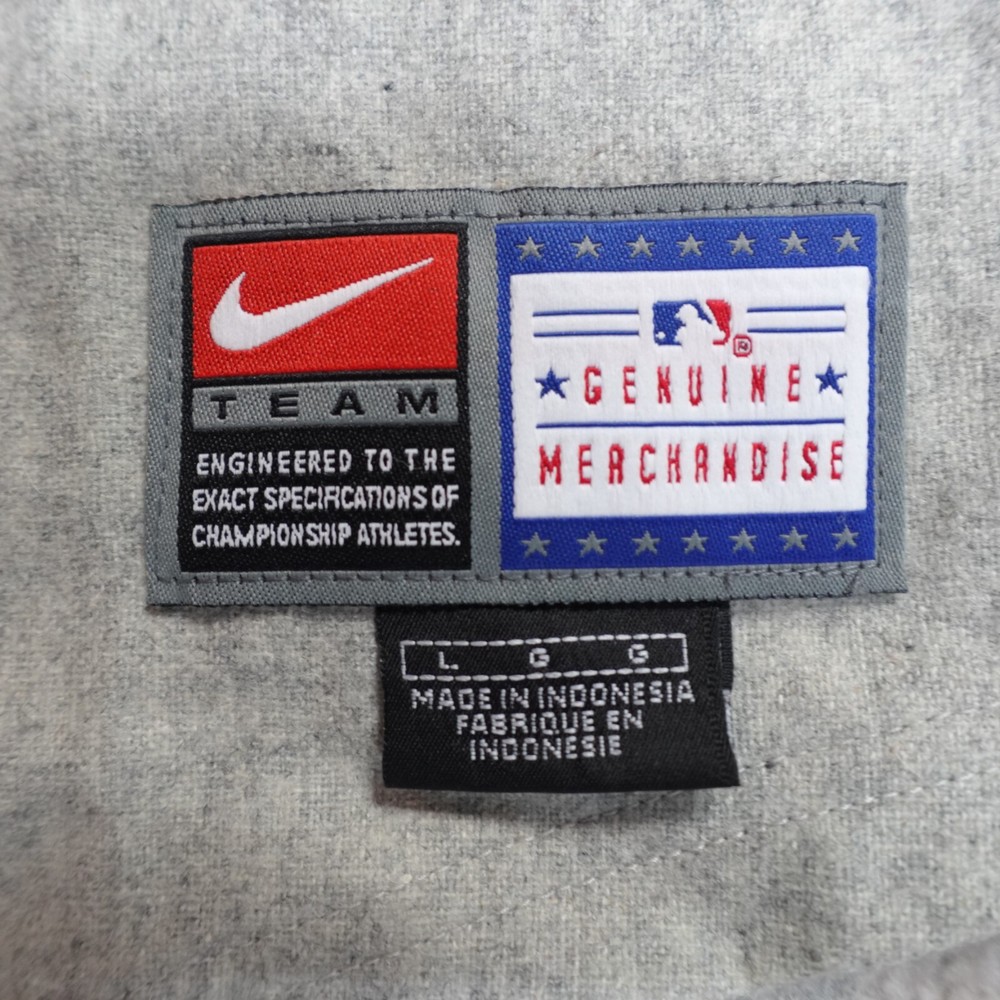 TEAM
ENGINEERED TO THE
EXACT SPECIFICATIONS OF
CHAMPIONSHIP ATHLETES.
®
GENUINE
MERCHANDISE
L G G
MADE IN INDONESIA
FABRIQUE EN
INDONESIE